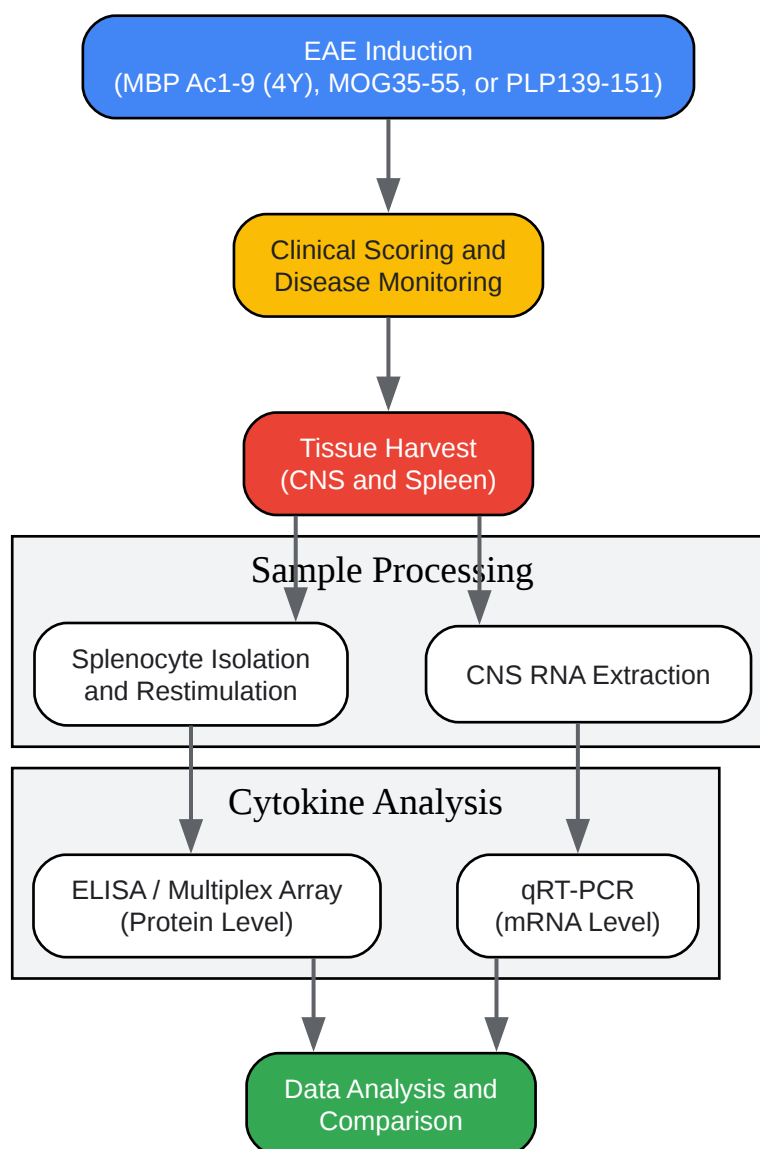 EAE Induction
(MBP Ac1-9 (4Y), MOG35-55, or PLP139-151)
Clinical Scoring and
Disease Monitoring
Tissue Harvest
(CNS and Spleen)
Sample Processing
Splenocyte Isolation
and Restimulation
CNS RNA Extraction
Cytokine Analysis
ELISA / Multiplex Array
(Protein Level)
qRT-PCR
(mRNA Level)
Data Analysis and
Comparison